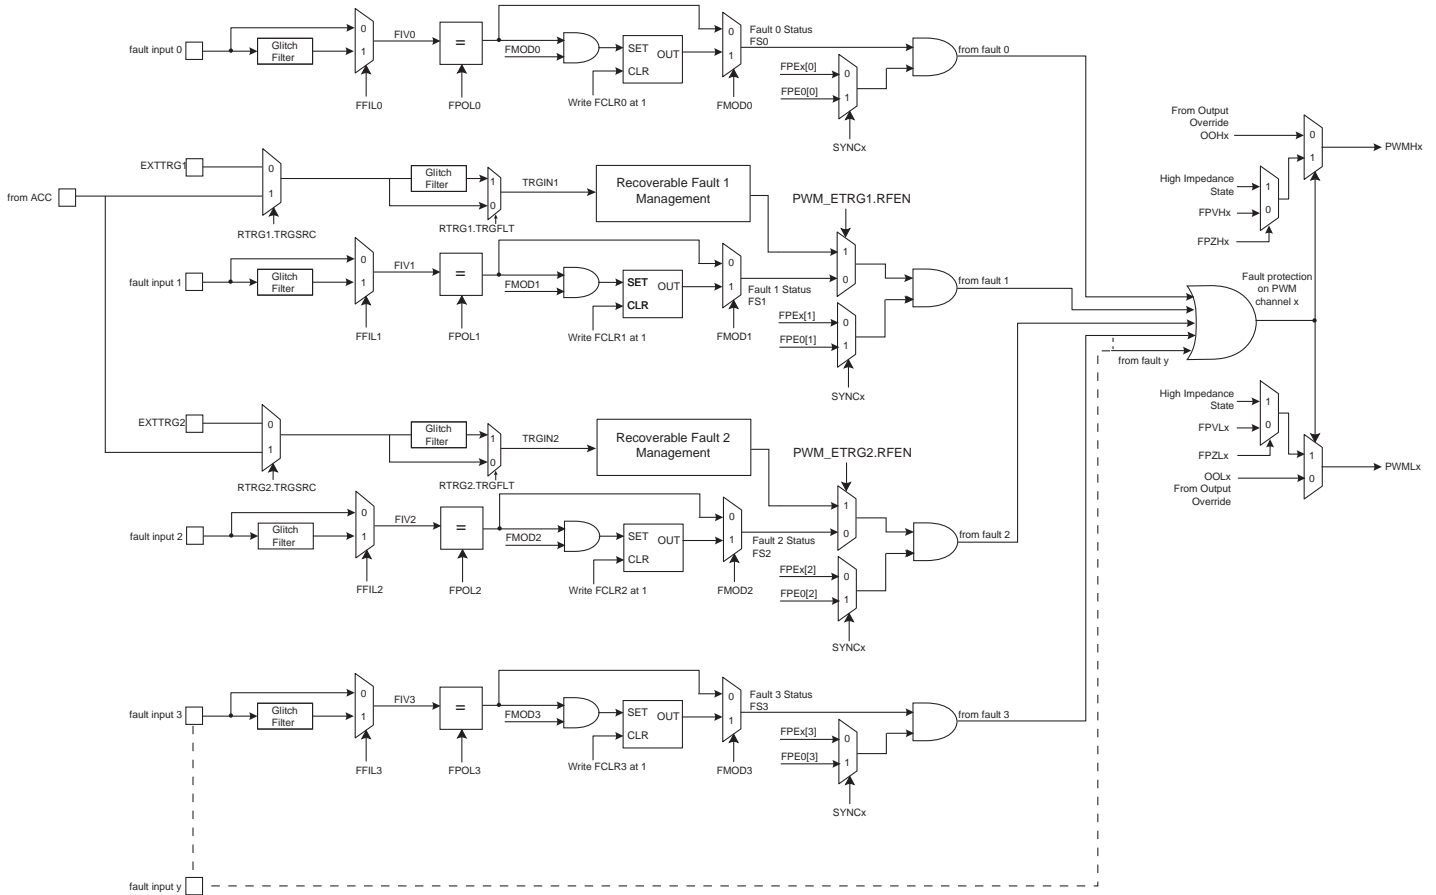 fault input 0
Glitch
Filter
0
1
FFIL0
FIV0
=
FPOL0
FMOD0
SET
OUT
CLR
Write FCLR0 at 1
0
1
FMOD0
Fault 0 Status
FS0
FPEx[0]
FPE0[0]
0
1
SYNCx
from fault 0
from ACC
EXTTRG1
0
1
RTRG1.TRGSRC
Glitch
Filter
1
0
RTRG1.TRGFLT
TRGIN1
Recoverable Fault 1
Management
PWM_ETRG1.RFEN
1
0
fault input 1
Glitch
Filter
0
1
FFIL1
FIV1
=
FPOL1
FMOD1
SET
OUT
CLR
Write FCLR1 at 1
0
1
FMOD1
Fault 1 Status
FS1
FPEx[1]
FPE0[1]
0
1
SYNCx
from fault 1
EXTTRG2
0
1
RTRG2.TRGSRC
Glitch
Filter
1
0
RTRG2.TRGFLT
TRGIN2
Recoverable Fault 2
Management
PWM_ETRG2.RFEN
1
0
fault input 2
Glitch
Filter
0
1
FFIL2
FIV2
=
FPOL2
FMOD2
SET
OUT
CLR
Write FCLR2 at 1
0
1
FMOD2
Fault 2 Status
FS2
FPEx[2]
FPE0[2]
0
1
SYNCx
from fault 2
fault input 3
Glitch
Filter
0
1
FFIL3
FIV3
=
FPOL3
FMOD3
SET
OUT
CLR
Write FCLR3 at 1
0
1
FMOD3
Fault 3 Status
FS3
FPEx[3]
FPE0[3]
0
1
SYNCx
from fault 3
fault input y
from fault y
From Output
Override
OOHx
0
1
PWMHx
High Impedance
State
FPVHx
FPZHx
1
0
Fault protection
on PWM
channel x
High Impedance
State
FPVLx
FPZLx
1
0
OOLx
From Output
Override
1
0
PWMLx